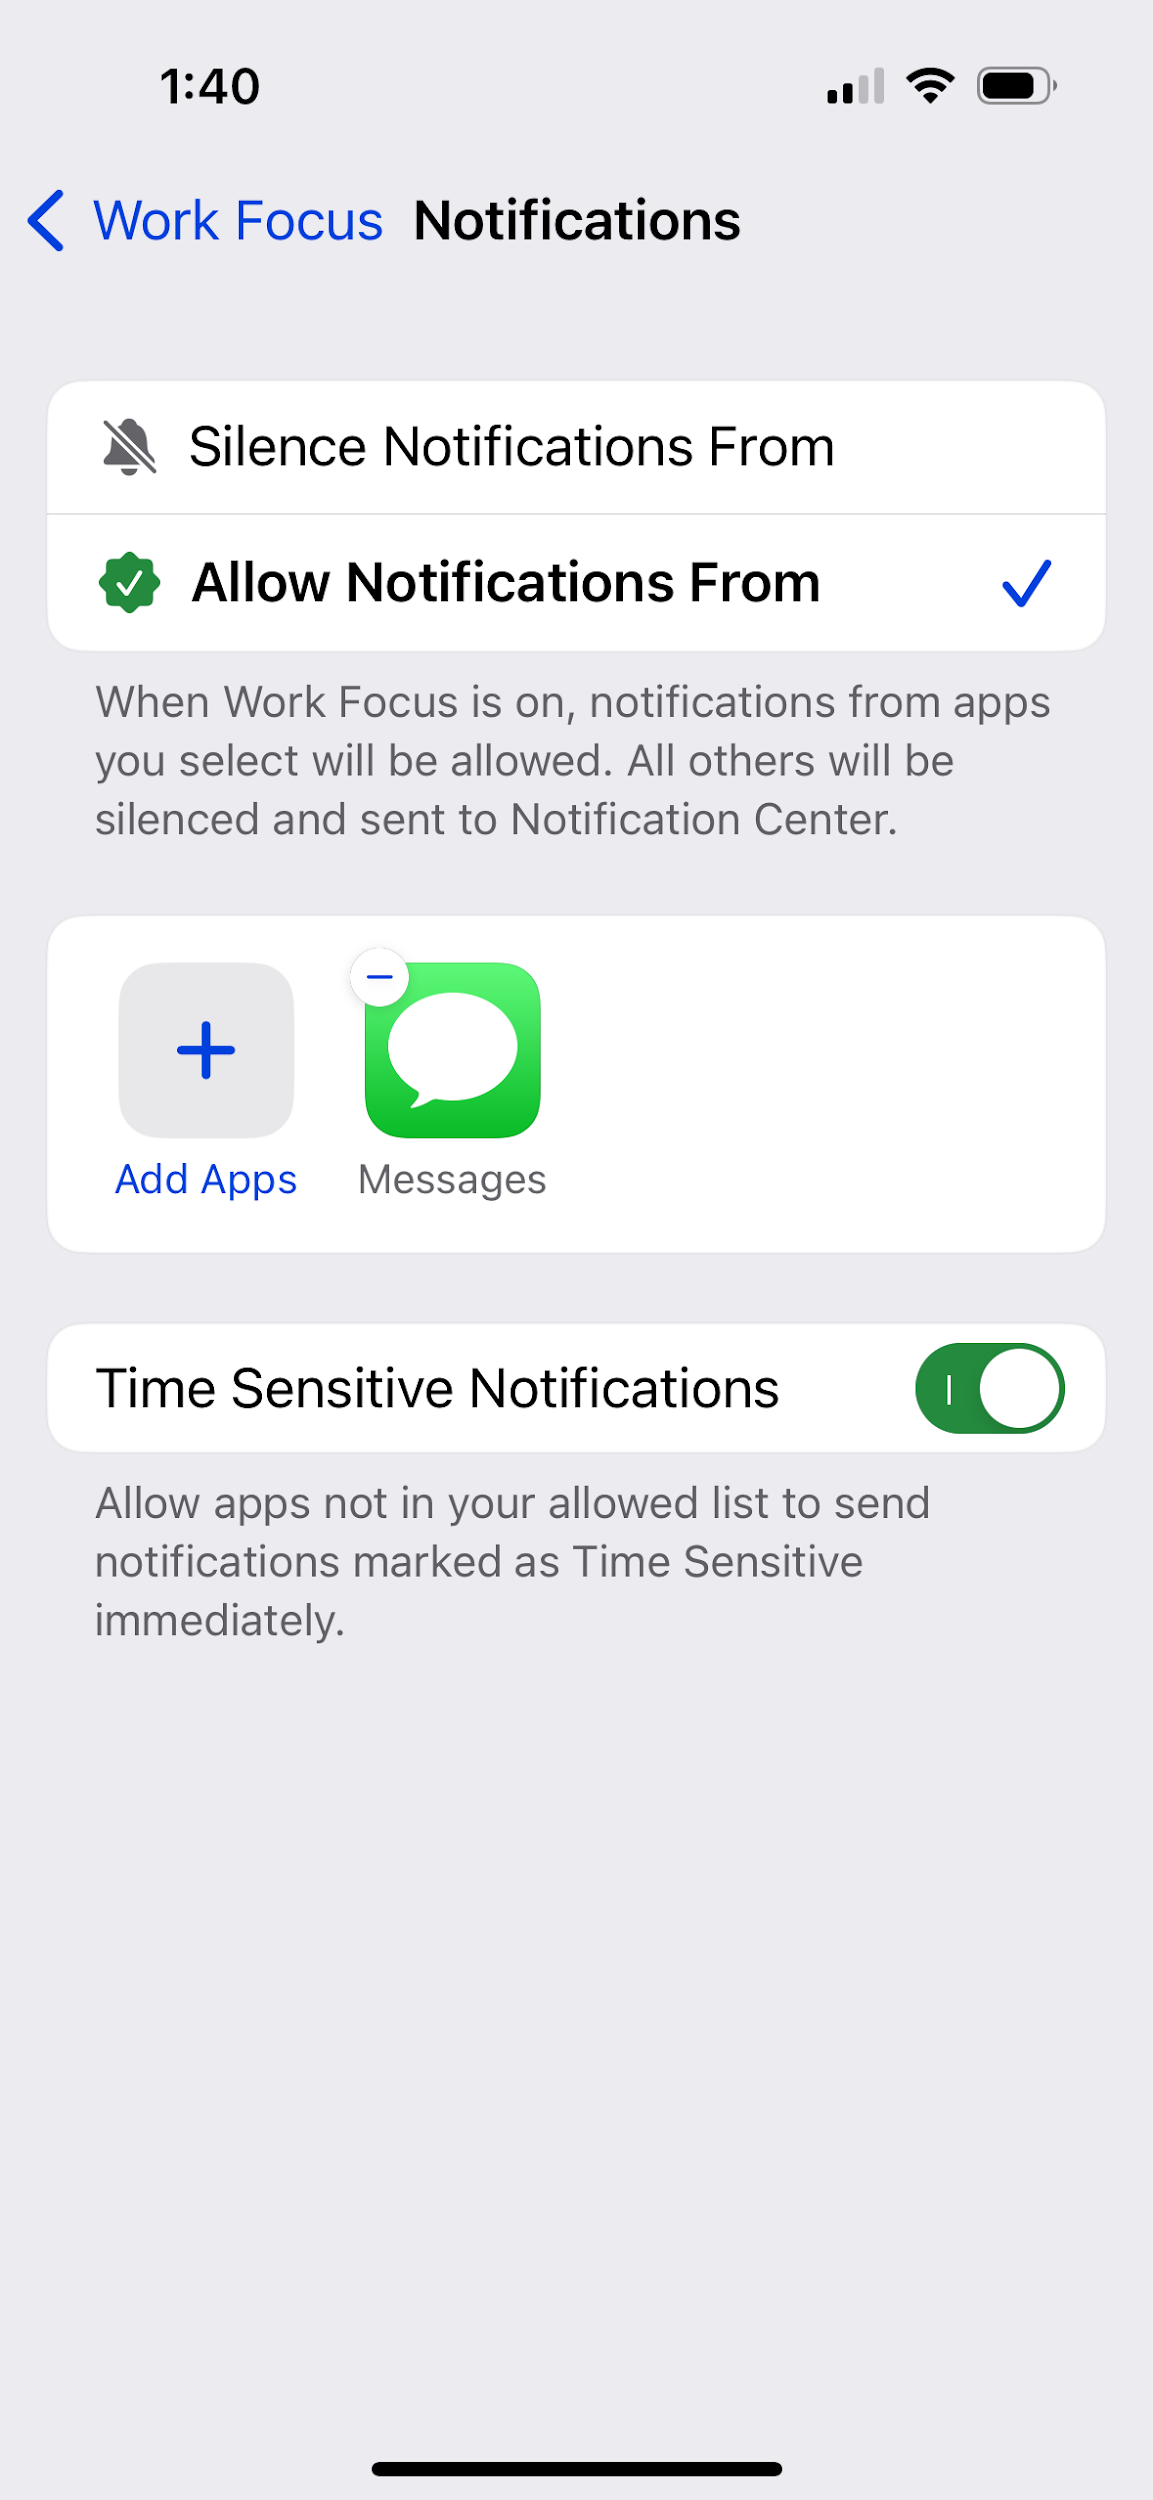 1:40
Work Focus Notifications
Silence Notifications From
Allow Notifications From
When Work Focus is on, notifications from apps
you select will be allowed. All others will be
silenced and sent to Notification Center.
Add Apps Messages
Time Sensitive Notifications
Allow apps not in your allowed list to send
notifications marked as Time Sensitive
immediately.